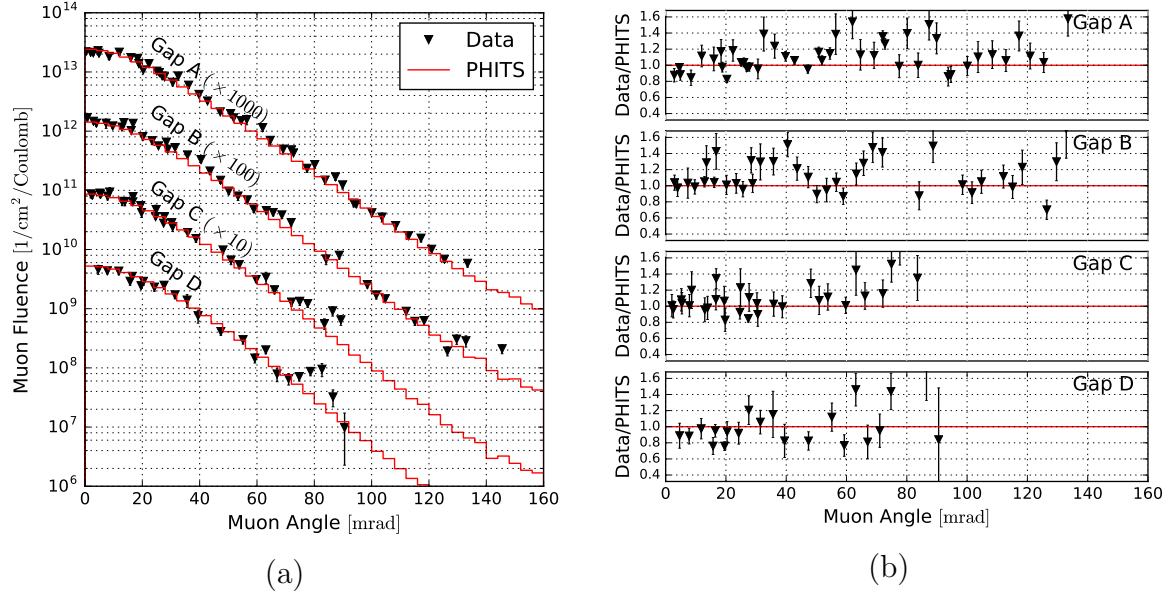 10^14
10^13
10^12
10^11
10^10
10^9
10^8
10^7
10^6
Muon Fluence [1/cm^2/Coulomb]
Gap A (×1000)
Gap B (×100)
Gap C (×10)
Gap D
Data
PHITS
0 20 40 60 80 100 120 140 160
Muon Angle [mrad]
(a)
Gap A
1.6
1.4
1.2
1.0
0.8
0.6
0.4
Data/PHITS
Gap B
1.6
1.4
1.2
1.0
0.8
0.6
0.4
Data/PHITS
Gap C
1.6
1.4
1.2
1.0
0.8
0.6
0.4
Data/PHITS
Gap D
1.6
1.4
1.2
1.0
0.8
0.6
0.4
Data/PHITS
0 20 40 60 80 100 120 140 160
Muon Angle [mrad]
(b)